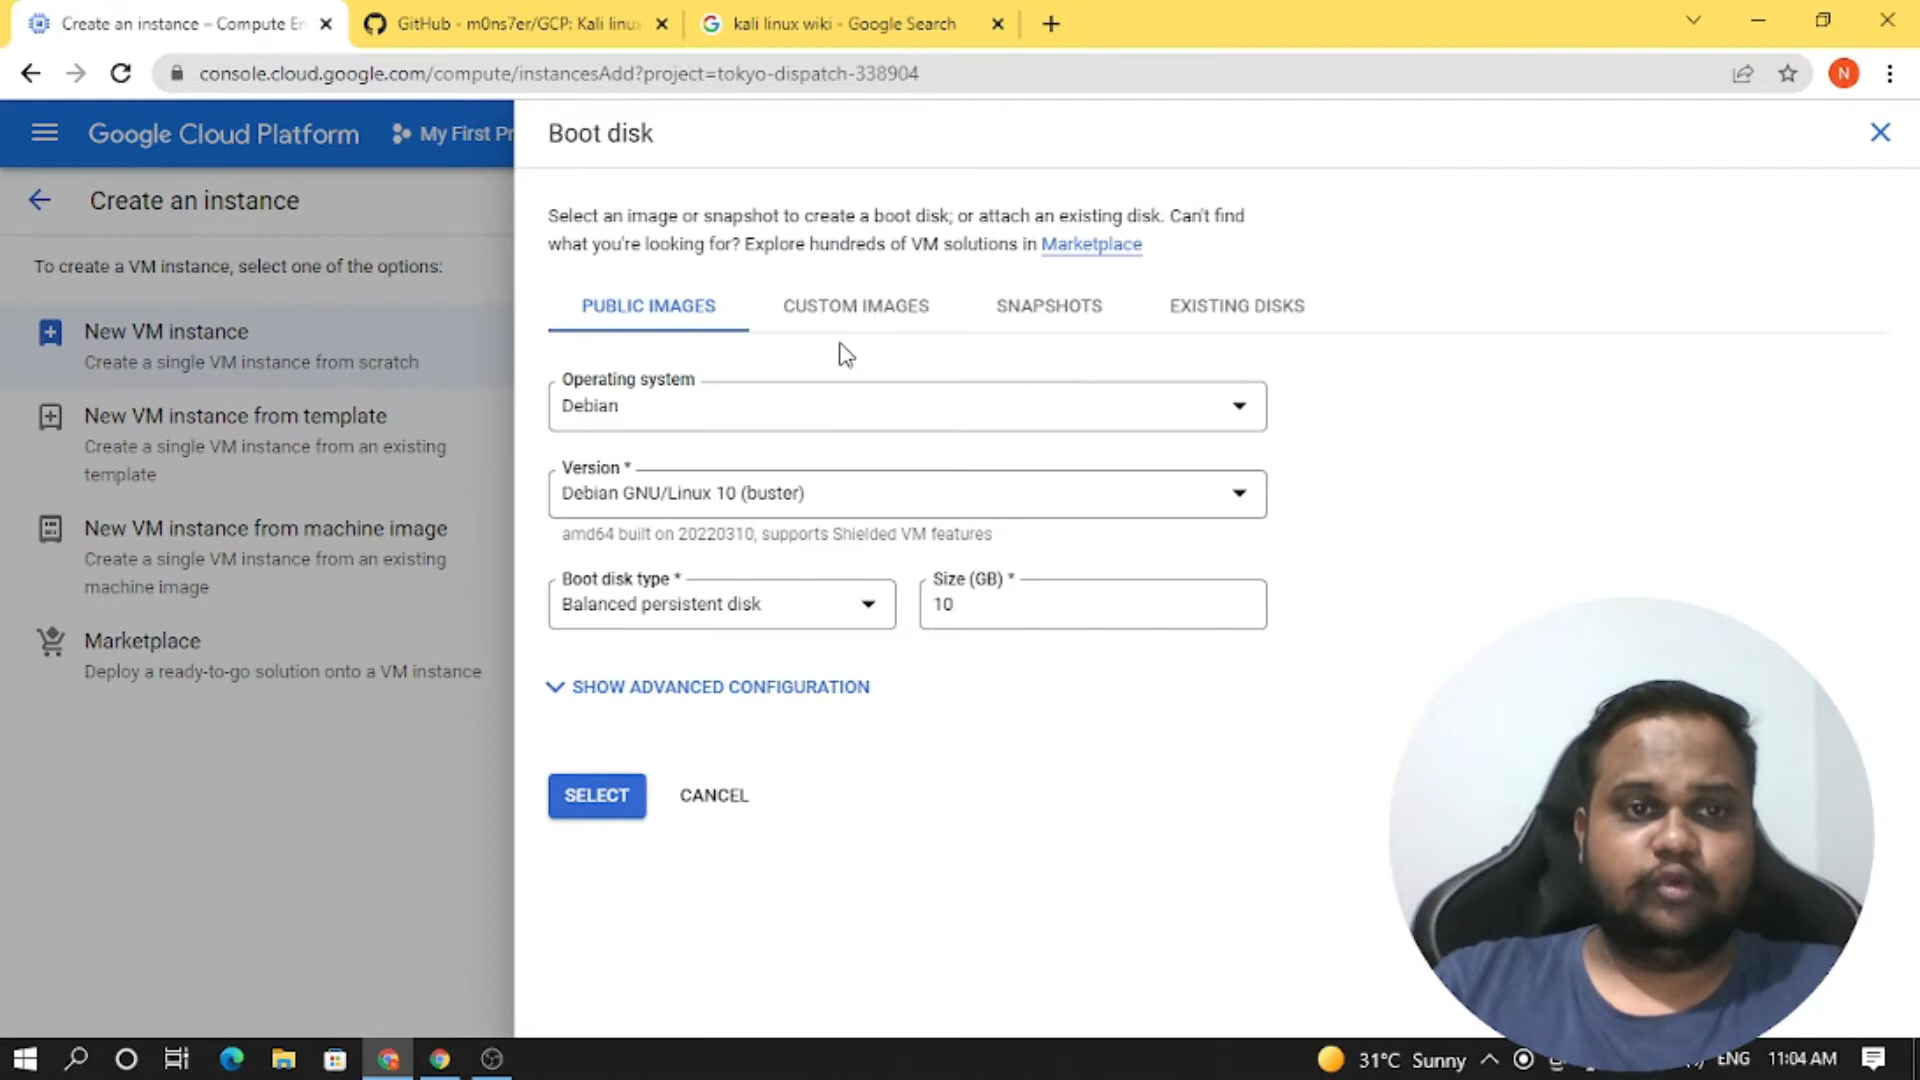 Create an instance – Compute En
GitHub - m0ns7er/GCP: Kali linux
kali linux wiki - Google Search
console.cloud.google.com/compute/instancesAdd?project=tokyo-dispatch-338904
N
Google Cloud Platform
My First Pr
Boot disk
Create an instance
To create a VM instance, select one of the options:
New VM instance
Create a single VM instance from scratch
New VM instance from template
Create a single VM instance from an existing
template
New VM instance from machine image
Create a single VM instance from an existing
machine image
Marketplace
Deploy a ready-to-go solution onto a VM instance
Select an image or snapshot to create a boot disk; or attach an existing disk. Can't find
what you're looking for? Explore hundreds of VM solutions in Marketplace
PUBLIC IMAGES CUSTOM IMAGES SNAPSHOTS EXISTING DISKS
Operating system
Debian
Version *
Debian GNU/Linux 10 (buster)
amd64 built on 20220310, supports Shielded VM features
Boot disk type *
Balanced persistent disk
Size (GB) *
10
SHOW ADVANCED CONFIGURATION
SELECT CANCEL
31°C Sunny ENG 11:04 AM